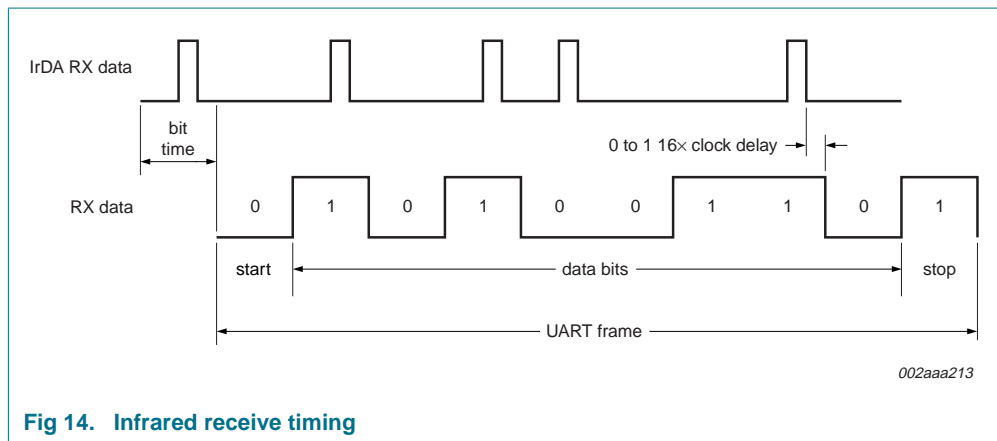 IrDA RX data
bit
time
0 to 1 16× clock delay
RX data
0 1 0 1 0 0 1 1 0 1
start data bits stop
UART frame
002aaa213
Fig 14. Infrared receive timing